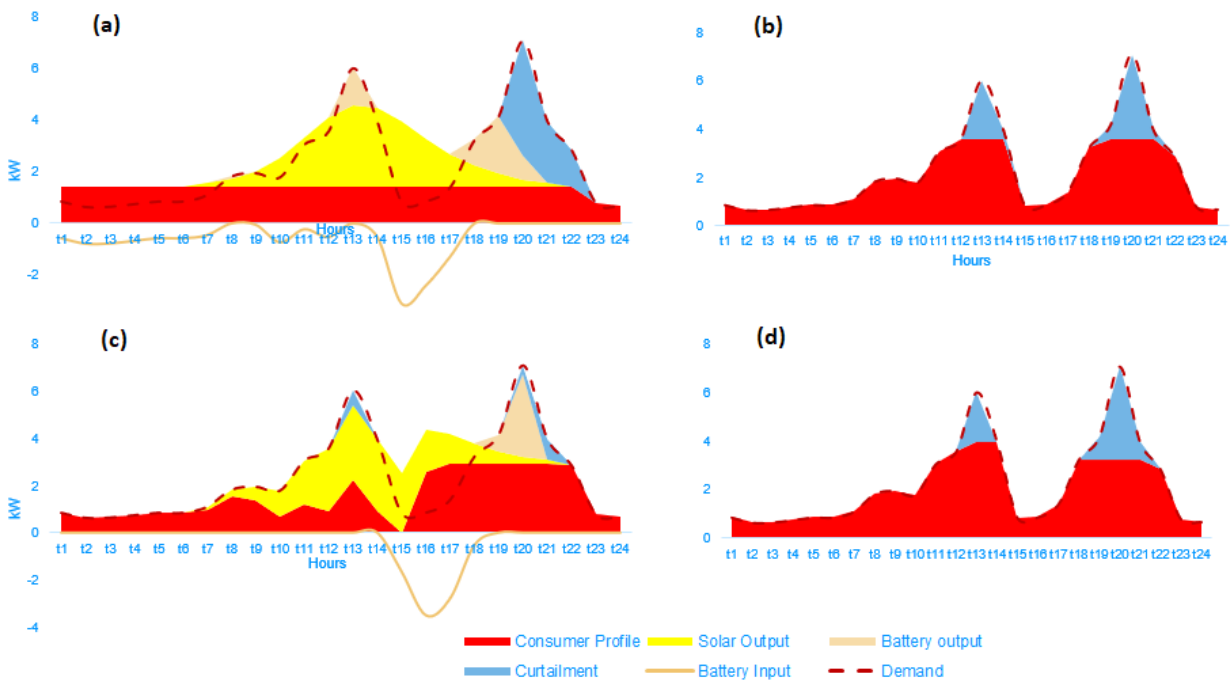 (a)
8
6
4
2
0
-2
kW
Hours
t1 t2 t3 t4 t5 t6 t7 t8 t9 t10 t11 t12 t13 t14 t15 t16 t17 t18 t19 t20 t21 t22 t23 t24
(b)
8
6
4
2
0
t1 t2 t3 t4 t5 t6 t7 t8 t9 t10 t11 t12 t13 t14 t15 t16 t17 t18 t19 t20 t21 t22 t23 t24
Hours
(c)
8
6
4
2
0
-2
-4
kW
t1 t2 t3 t4 t5 t6 t7 t8 t9 t10 t11 t12 t13 t14 t15 t16 t17 t18 t19 t20 t21 t22 t23 t24
Hours
(d)
8
6
4
2
0
t1 t2 t3 t4 t5 t6 t7 t8 t9 t10 t11 t12 t13 t14 t15 t16 t17 t18 t19 t20 t21 t22 t23 t24
Consumer Profile Solar Output Battery output
Curtailment Battery Input Demand